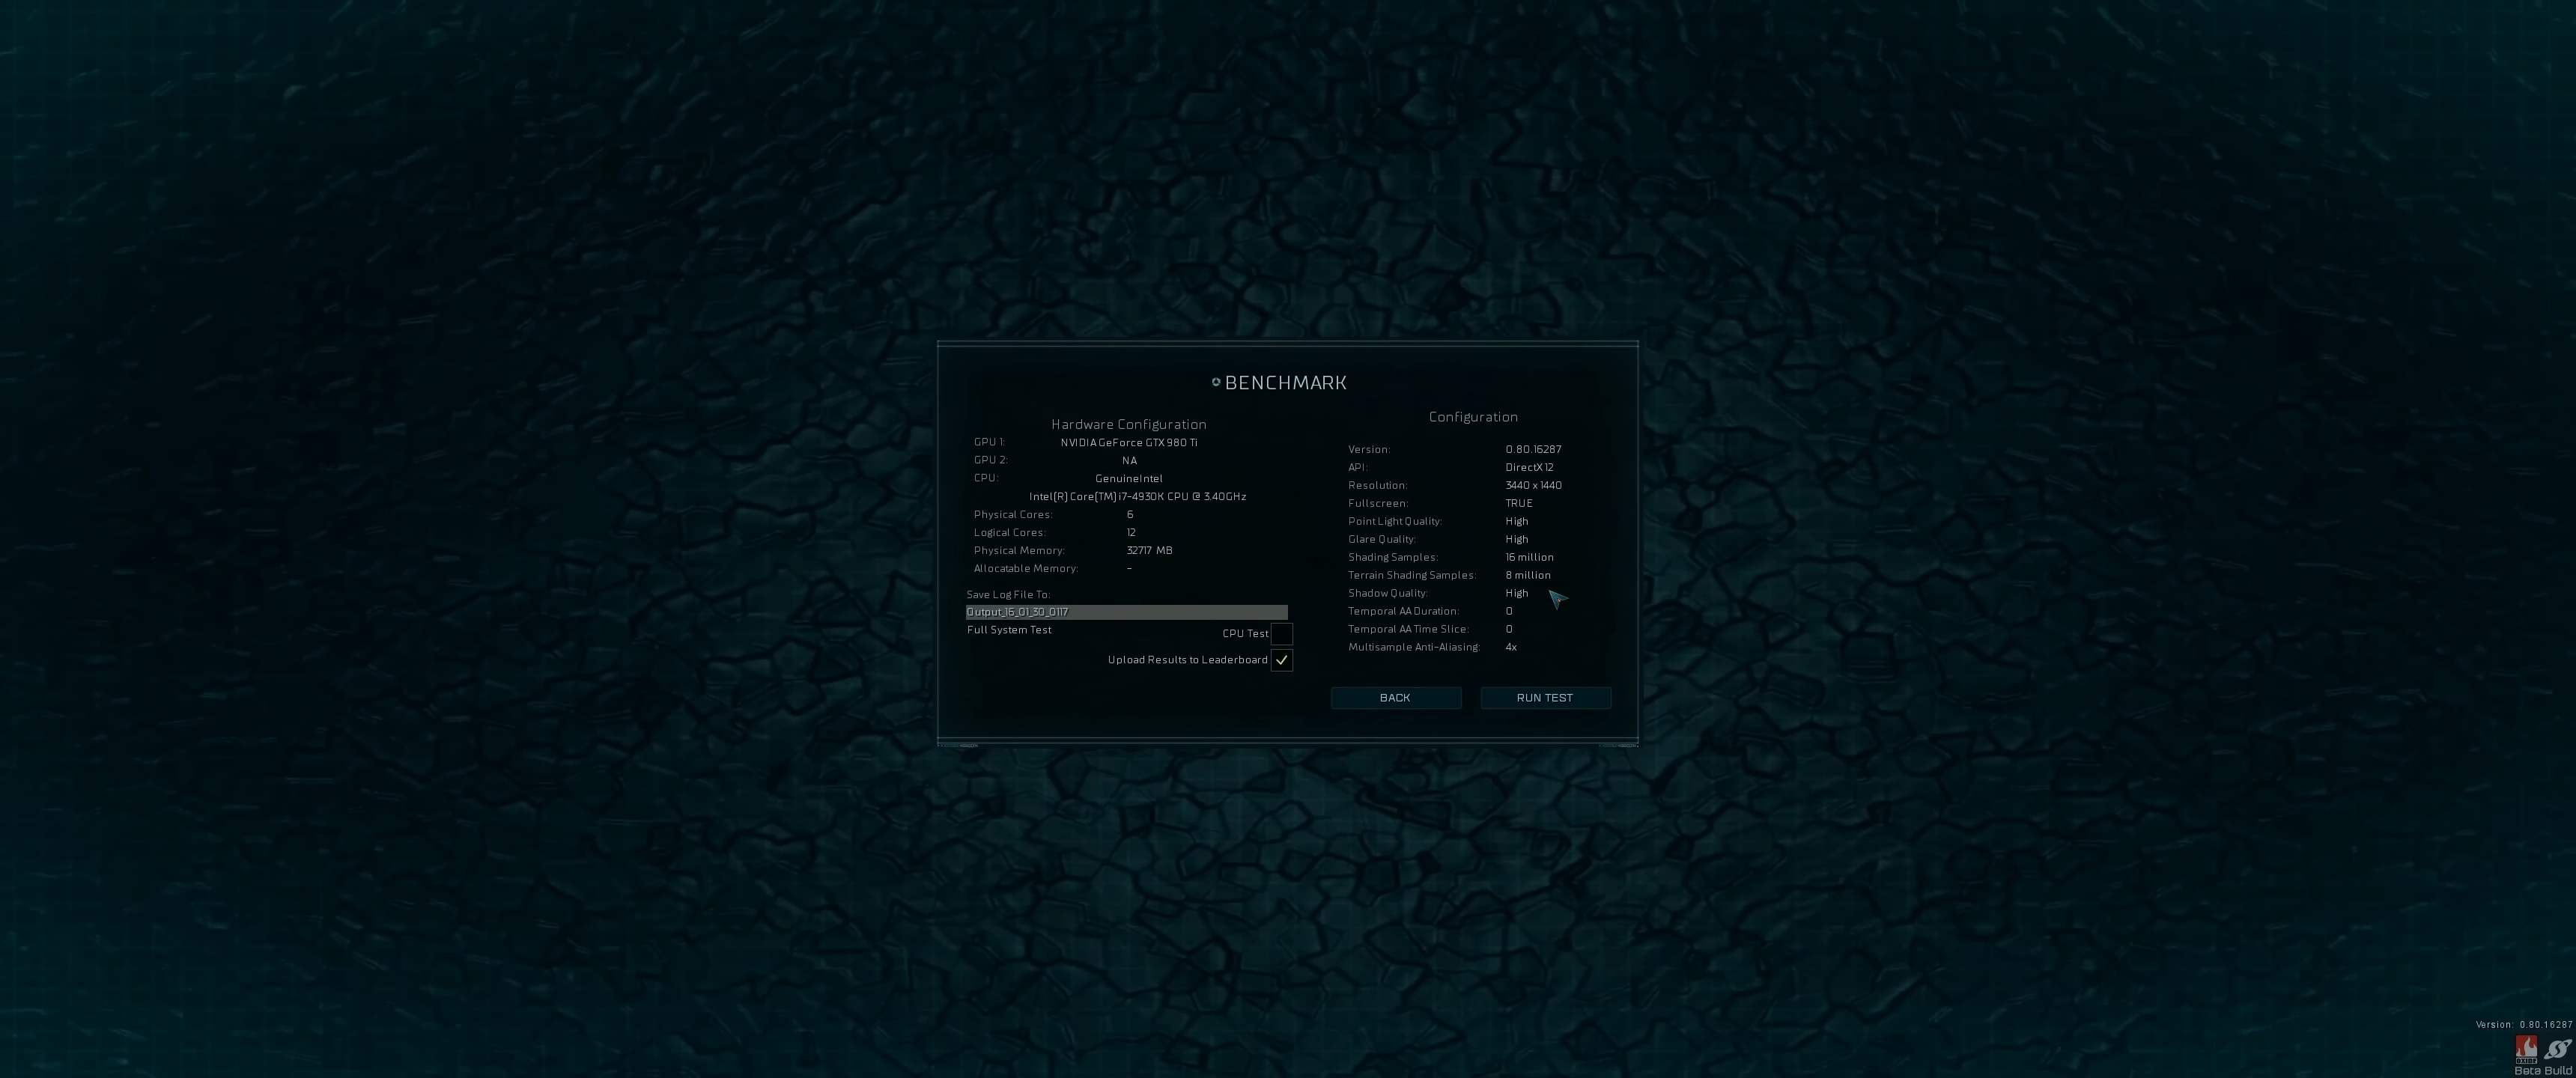 BENCHMARK
Hardware Configuration
GPU 1: NVIDIA GeForce GTX 980 Ti
GPU 2: NA
CPU: GenuineIntel
Intel(R) Core(TM) i7-4930K CPU @ 3.40GHz
Physical Cores: 6
Logical Cores: 12
Physical Memory: 32717 MB
Allocatable Memory: -
Save Log File To:
Output_16_01_30_0117
Full System Test
CPU Test
Upload Results to Leaderboard
Configuration
Version: 0.80.16287
API: DirectX 12
Resolution: 3440 x 1440
Fullscreen: TRUE
Point Light Quality: High
Glare Quality: High
Shading Samples: 16 million
Terrain Shading Samples: 8 million
Shadow Quality: High
Temporal AA Duration: 0
Temporal AA Time Slice: 0
Multisample Anti-Aliasing: 4x
BACK
RUN TEST
Version: 0.80.16287
OXIDE
Beta Build